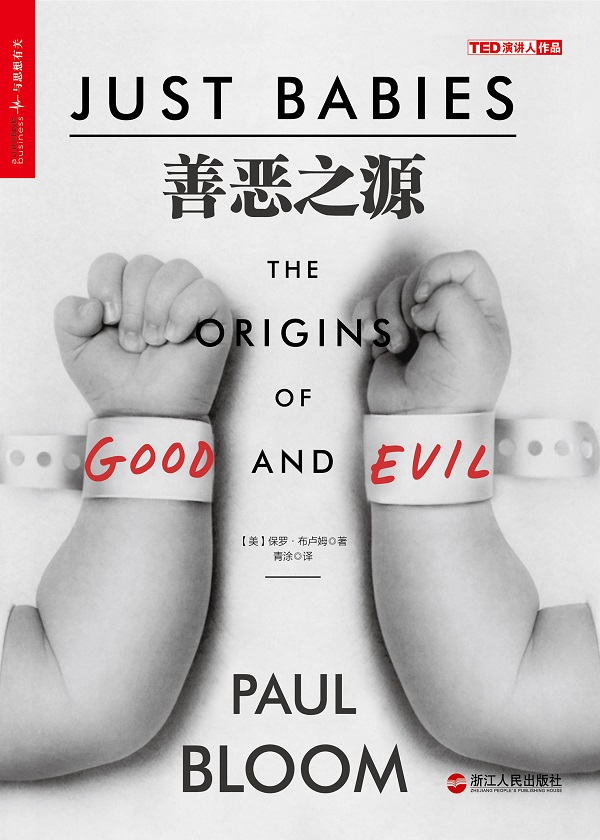 a
business 与思想有关
TED演讲人作品
JUST BABIES
善恶之源
THE
ORIGINS
OF
GOOD AND EVIL
【美】保罗·布卢姆◎著
青涂◎译
PAUL
BLOOM
浙江人民出版社
ZHEJIANG PEOPLE'S PUBLISHING HOUSE